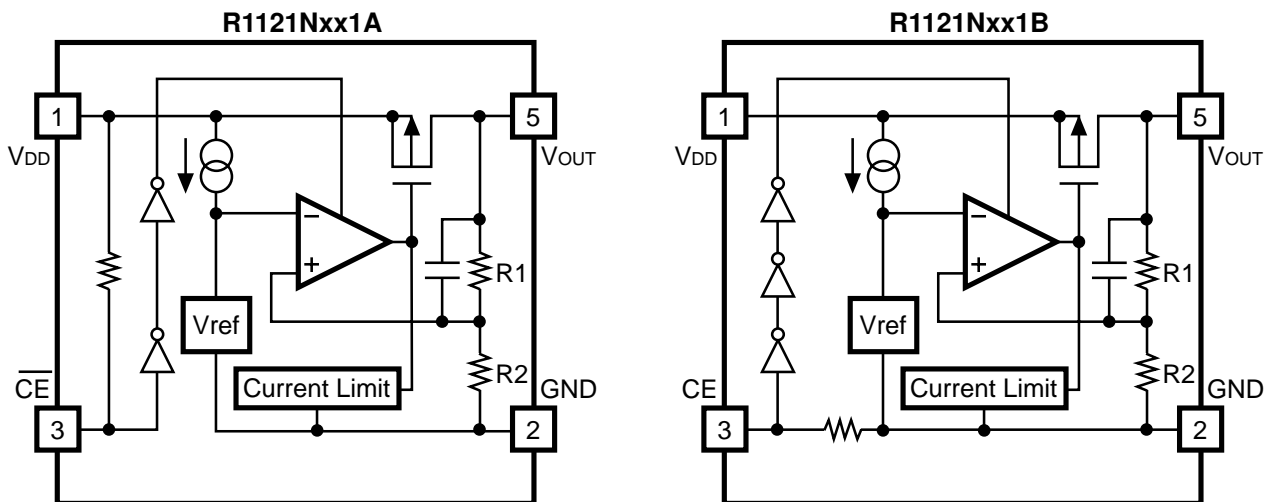 R1121Nxx1A
1
5
VDD
VOUT
−
+
R1
Vref
R2
Current Limit
CE
GND
3
2
R1121Nxx1B
1
5
VDD
VOUT
−
+
R1
Vref
R2
Current Limit
CE
GND
3
2